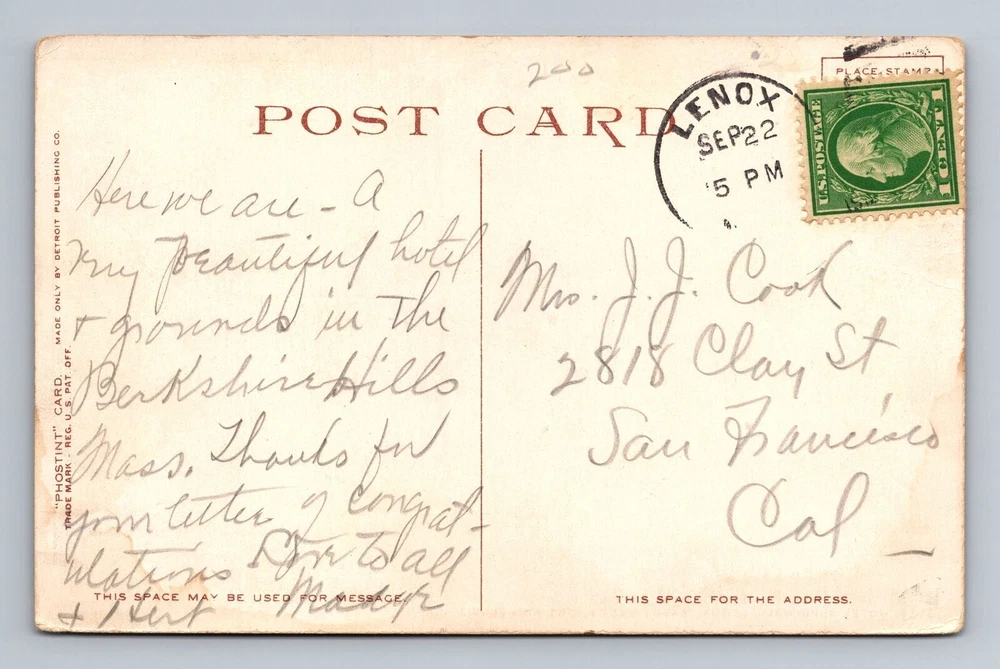 200
PLACE STAMP
POST CARD
LENOX
SEP 22
5 PM
U.S. POSTAGE
1 CENT 1
"PHOSTINT" CARD. MADE ONLY BY DETROIT PUBLISHING CO.
TRADE MARK - REG. U. S. PAT. OFF.
Here we are - A
very beautiful hotel
+ grounds in the
Berkshire Hills
Mass. Thanks for
your letter of congrat-
ulations Love to all
Madge
+ Hert
Mrs. J. J. Cook
2818 Clay St
San Francisco
Cal
THIS SPACE MAY BE USED FOR MESSAGE.
THIS SPACE FOR THE ADDRESS.